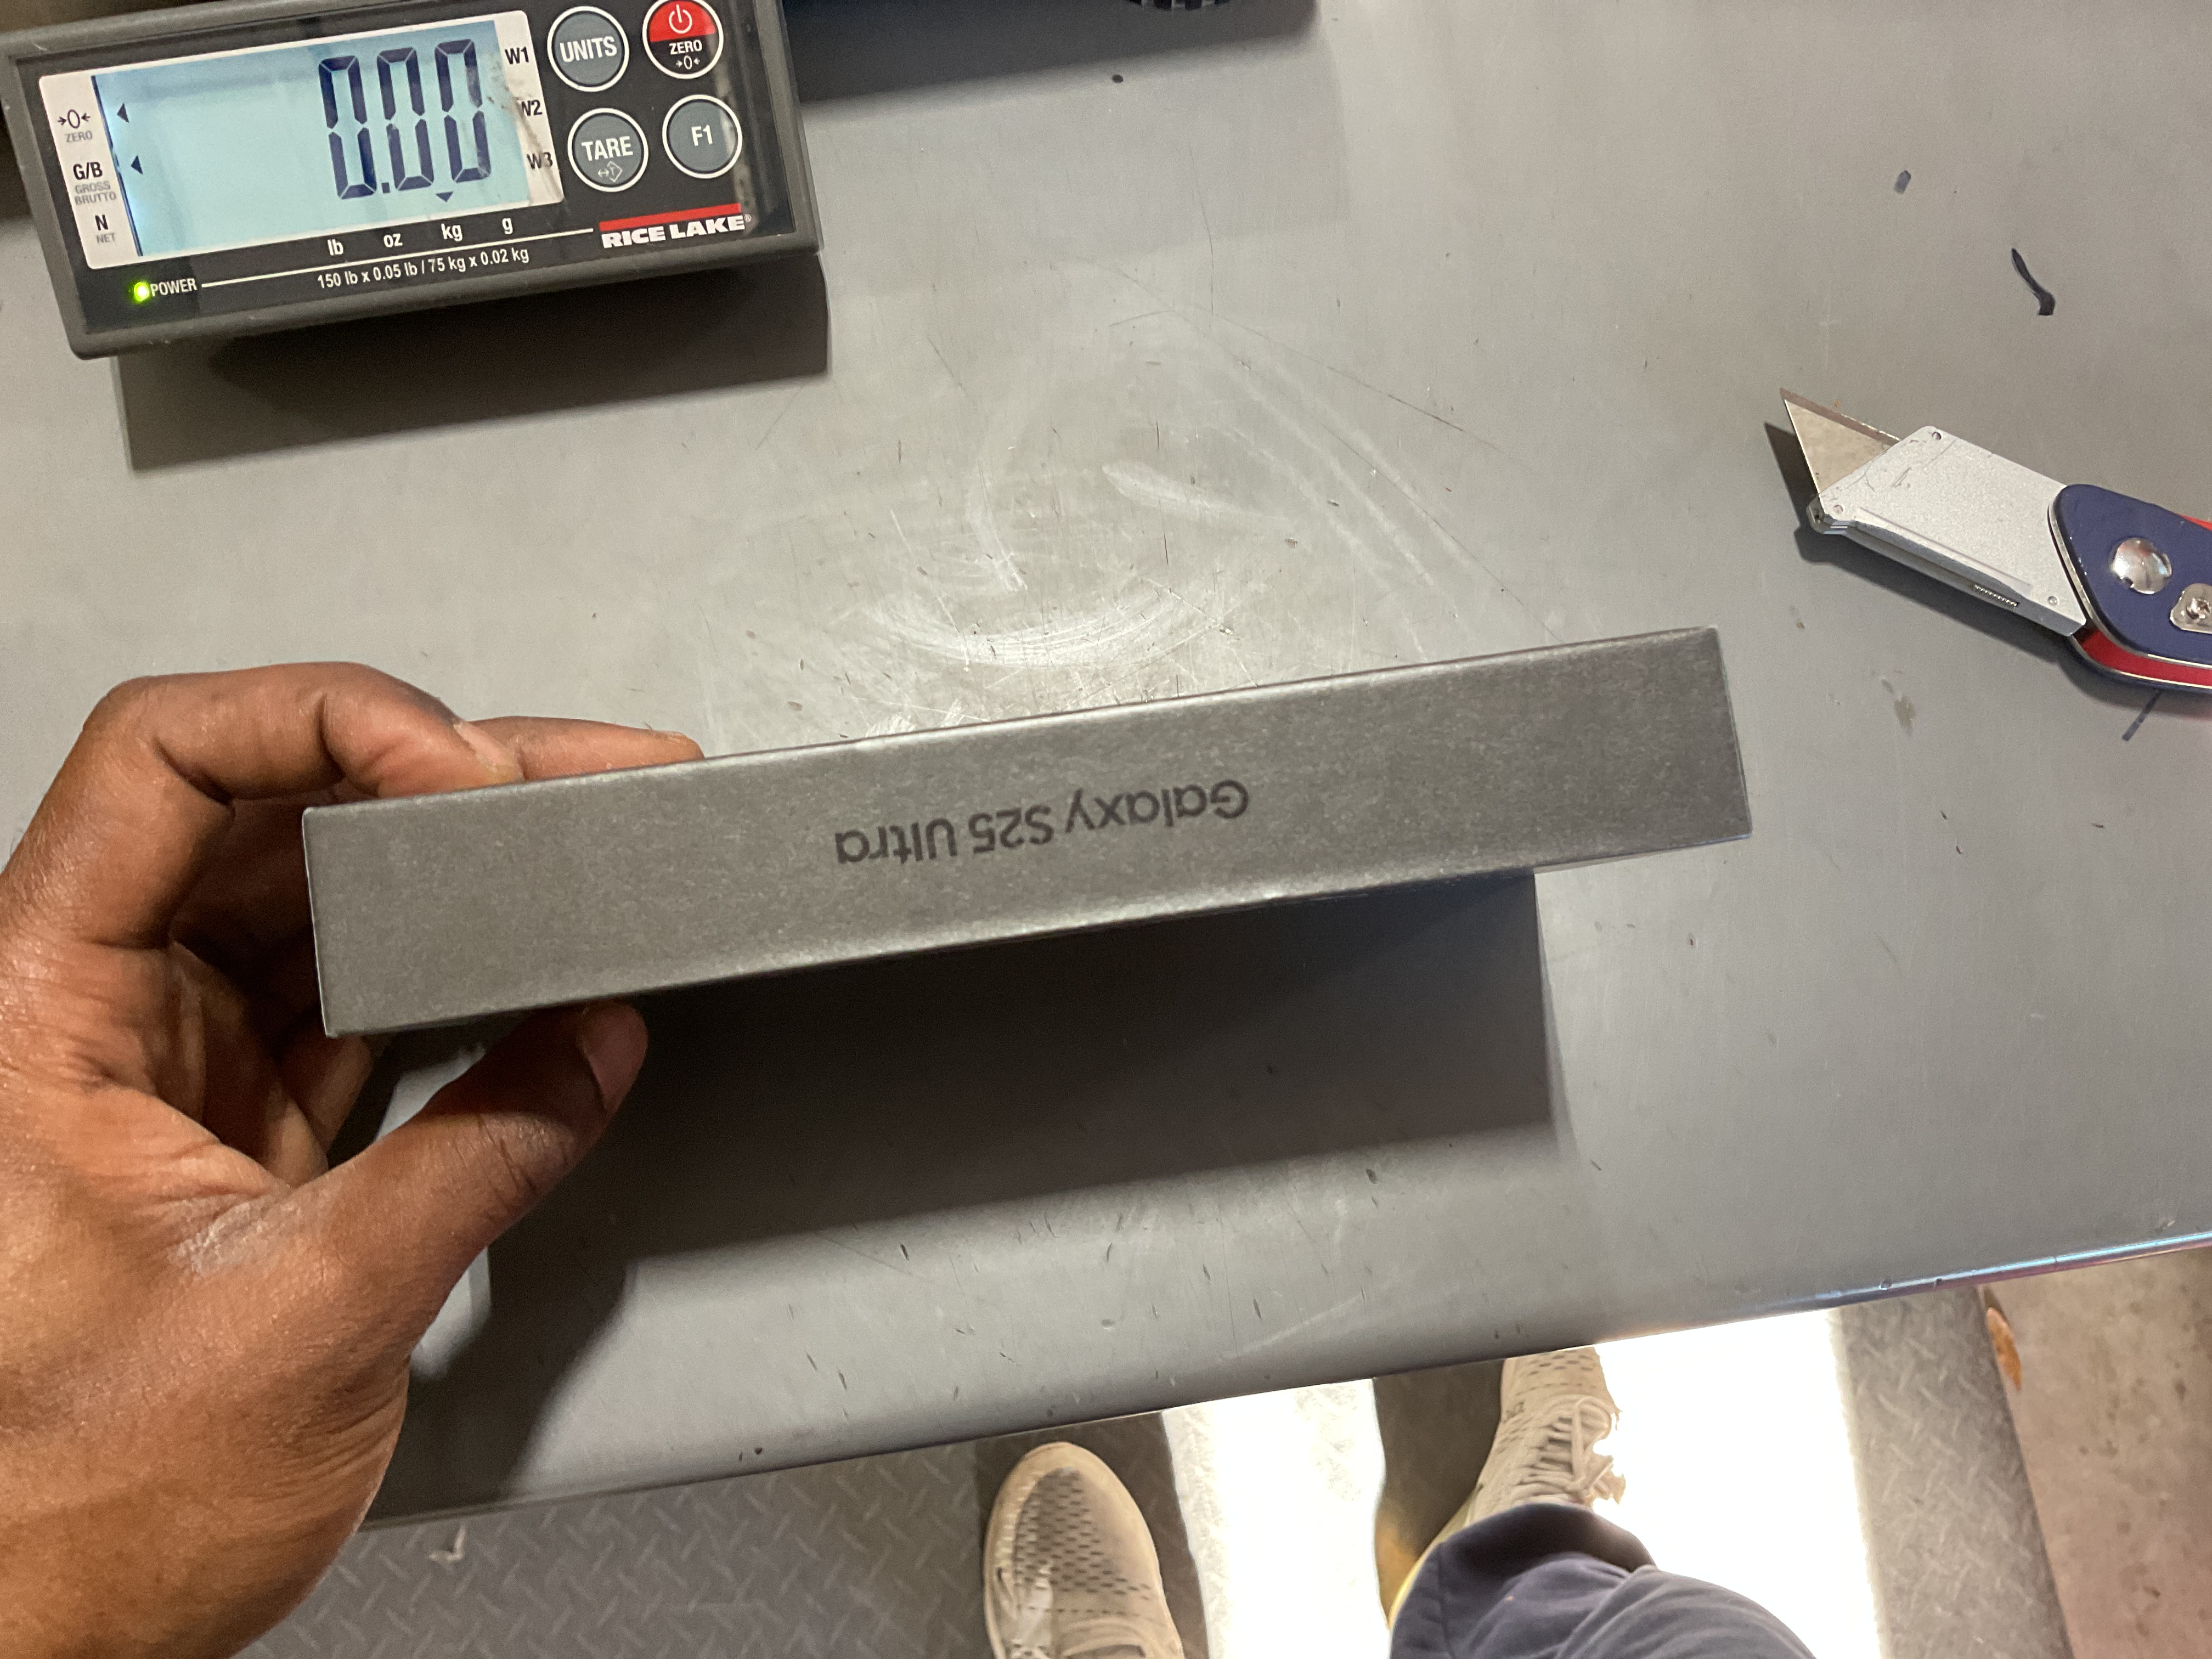 0.00
→0←
ZERO
G/B
GROSS
BRUTTO
N
NET
W1
W2
W3
UNITS
ZERO
→0←
TARE
F1
lb oz kg g
RICE LAKE®
POWER
150 lb x 0.05 lb / 75 kg x 0.02 kg
Galaxy S25 Ultra